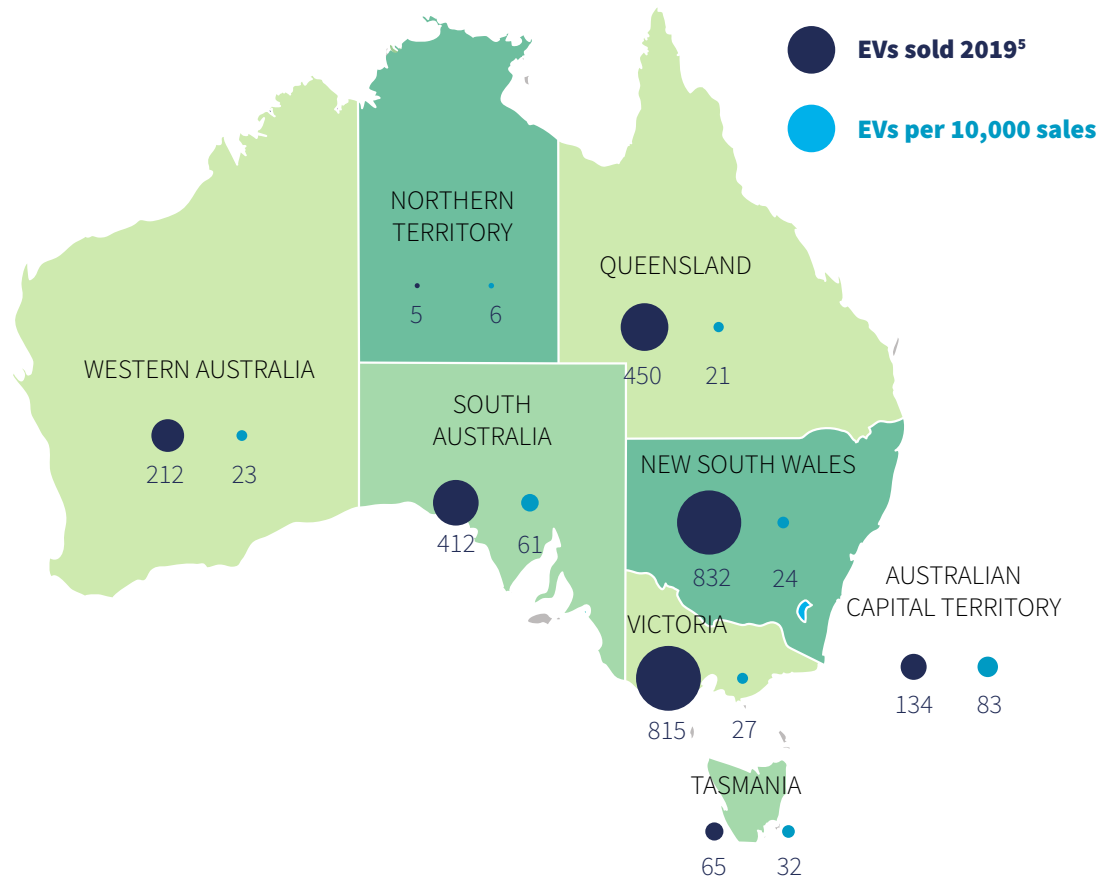 EVs sold 2019⁵
EVs per 10,000 sales
NORTHERN
TERRITORY
5 6
QUEENSLAND
450 21
WESTERN AUSTRALIA
212 23
SOUTH
AUSTRALIA
412 61
NEW SOUTH WALES
832 24
AUSTRALIAN
CAPITAL TERRITORY
134 83
VICTORIA
815 27
TASMANIA
65 32